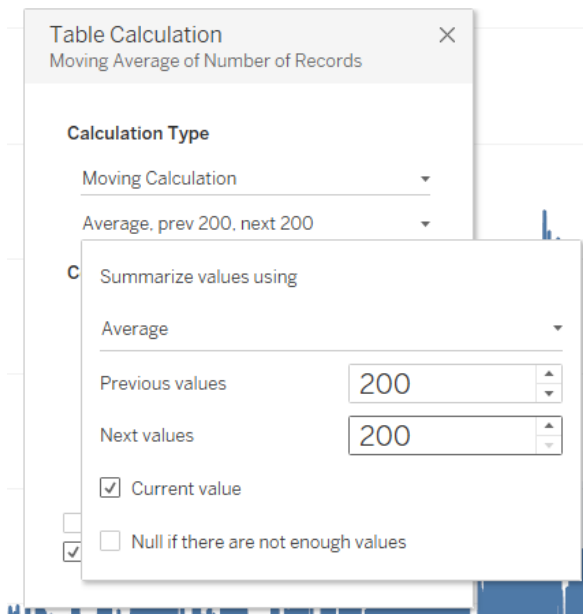 Table Calculation
Moving Average of Number of Records
Calculation Type
Moving Calculation
Average, prev 200, next 200
C
Summarize values using
Average
Previous values 200
Next values 200
Current value
Null if there are not enough values